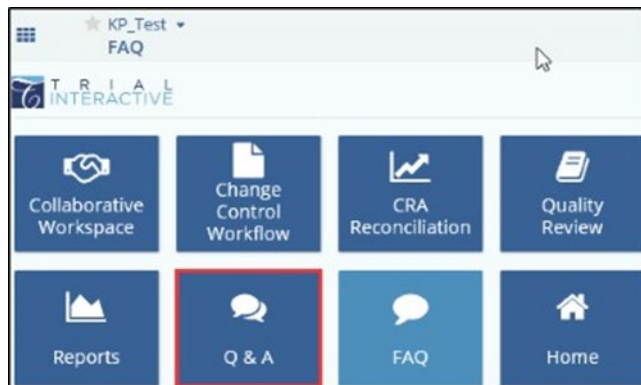 KP_Test
FAQ
TRIAL
INTERACTIVE
Collaborative
Workspace
Change
Control
Workflow
CRA
Reconciliation
Quality
Review
Reports
Q & A
FAQ
Home